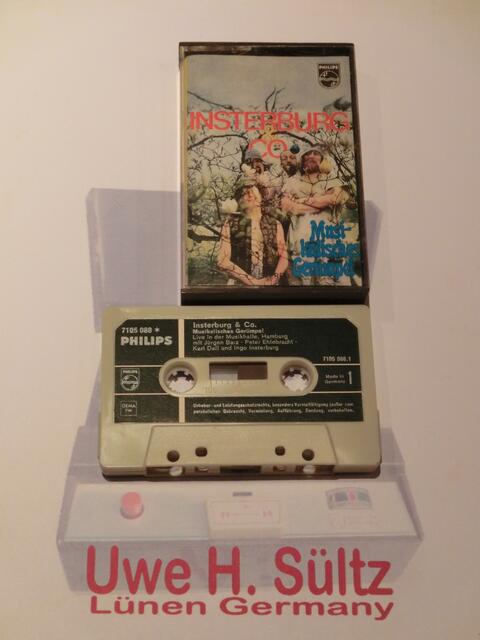 PHILIPS
INSTERBURG
CO.
Musi-
kalisches
Gerümpel
7105 088 *
PHILIPS
Insterburg & Co.
Musikalisches Gerümpel
Live in der Musikhalle, Hamburg
mit Jürgen Barz - Peter Ehlebracht -
Karl Dall und Ingo Insterburg
7105 088.1
Made in
Germany
1
GEMA
Urheber- und Leistungsschutzrechte, besonders Vervielfältigung (außer zum
persönlichen Gebrauch), Vermietung, Aufführung, Sendung, vorbehalten.
Uwe H. Sültz
Lünen Germany